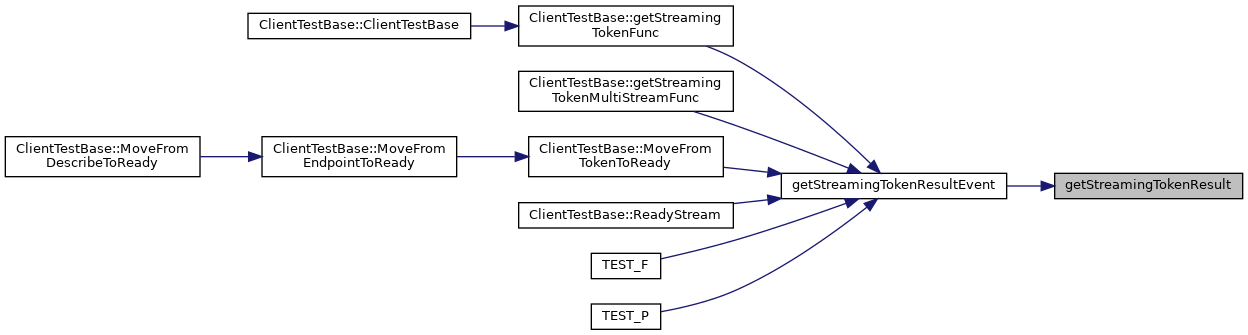 ClientTestBase::ClientTestBase
ClientTestBase::getStreaming
TokenFunc
ClientTestBase::getStreaming
TokenMultiStreamFunc
ClientTestBase::MoveFrom
DescribeToReady
ClientTestBase::MoveFrom
EndpointToReady
ClientTestBase::MoveFrom
TokenToReady
getStreamingTokenResultEvent
getStreamingTokenResult
ClientTestBase::ReadyStream
TEST_F
TEST_P